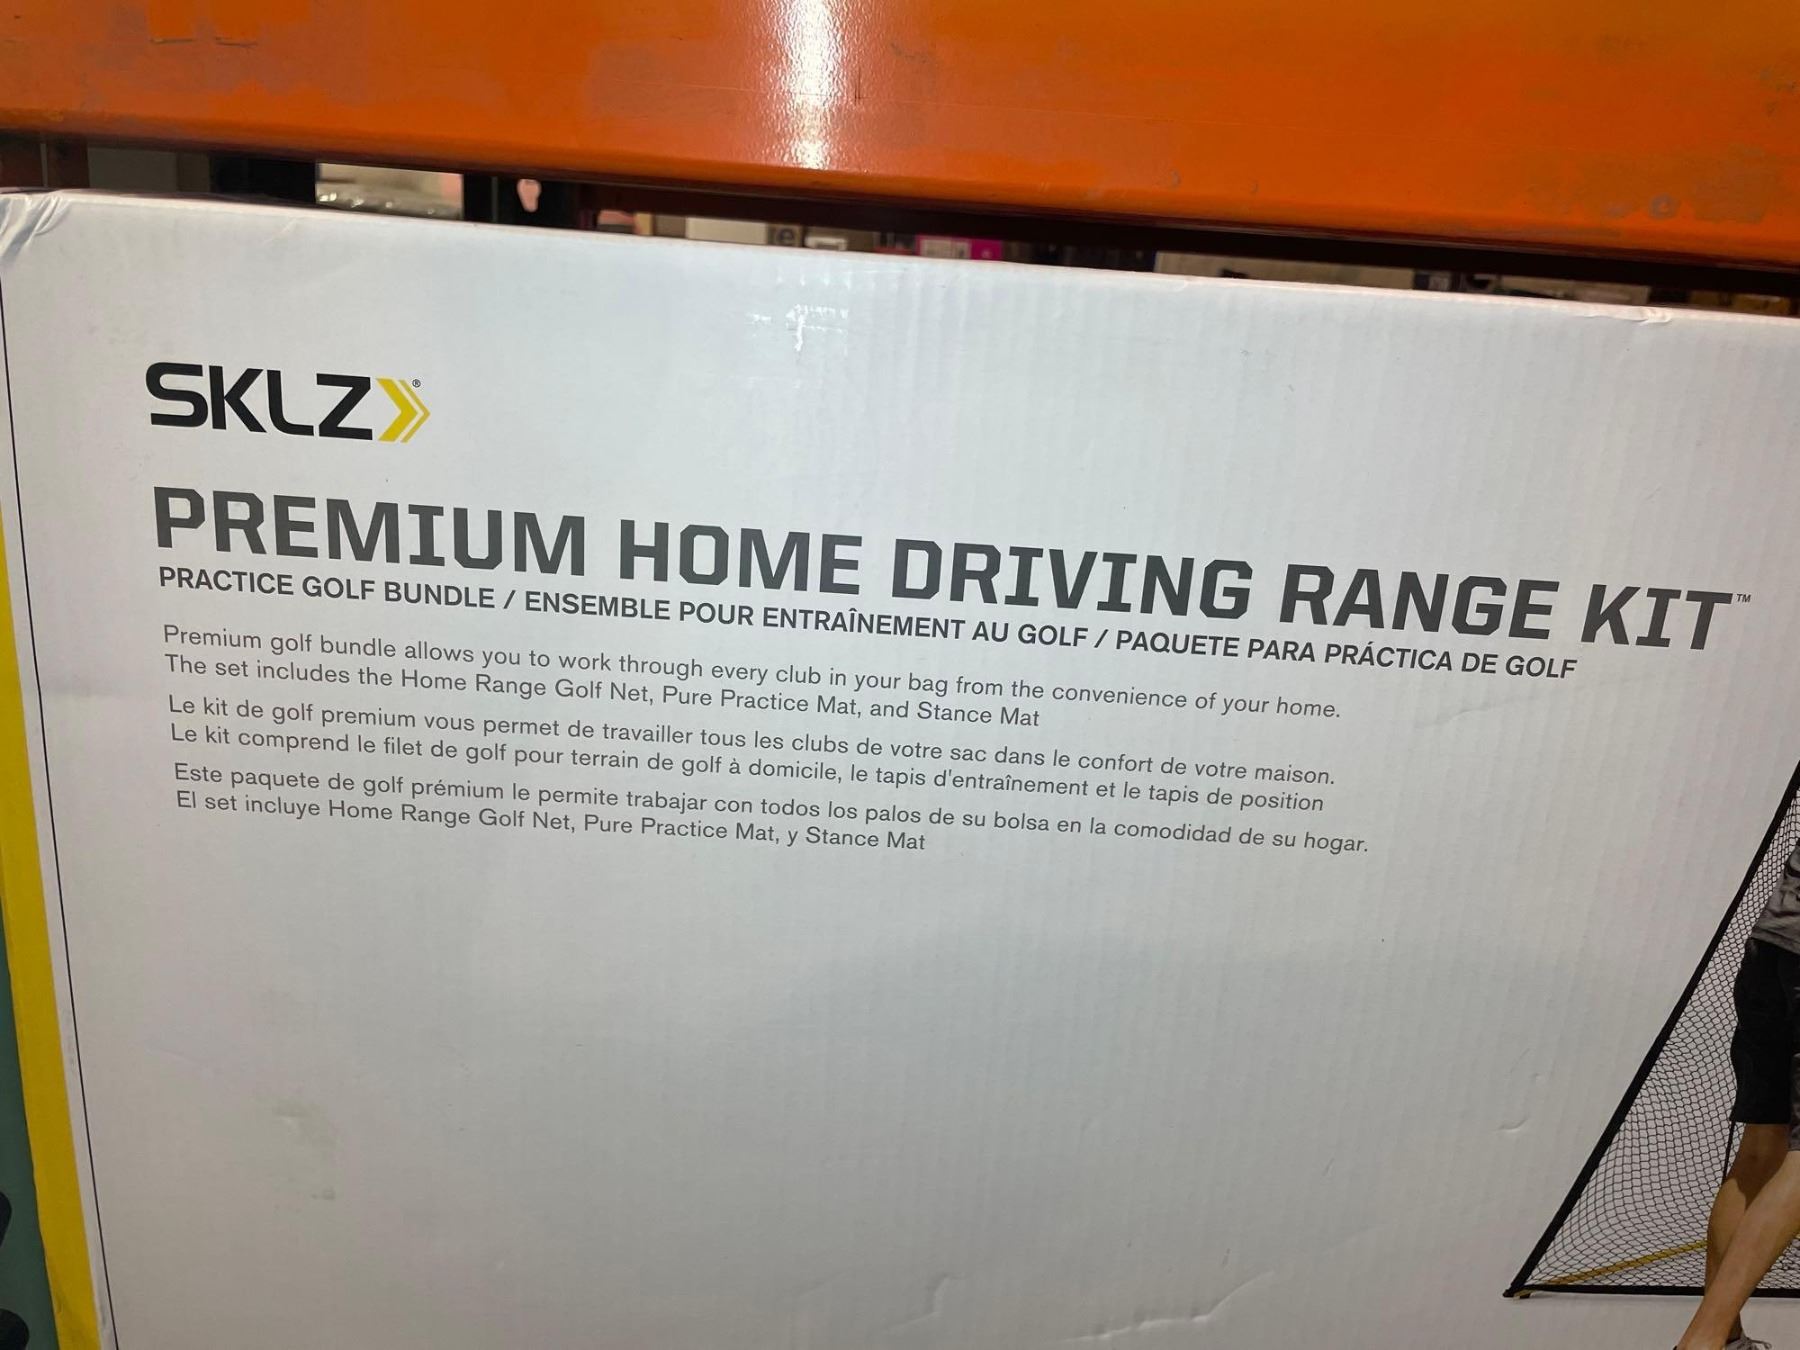 SKLZ®
PREMIUM HOME DRIVING RANGE KIT™
PRACTICE GOLF BUNDLE / ENSEMBLE POUR ENTRAÎNEMENT AU GOLF / PAQUETE PARA PRÁCTICA DE GOLF
Premium golf bundle allows you to work through every club in your bag from the convenience of your home.
The set includes the Home Range Golf Net, Pure Practice Mat, and Stance Mat
Le kit de golf premium vous permet de travailler tous les clubs de votre sac dans le confort de votre maison.
Le kit comprend le filet de golf pour terrain de golf à domicile, le tapis d'entraînement et le tapis de position
Este paquete de golf prémium le permite trabajar con todos los palos de su bolsa en la comodidad de su hogar.
El set incluye Home Range Golf Net, Pure Practice Mat, y Stance Mat